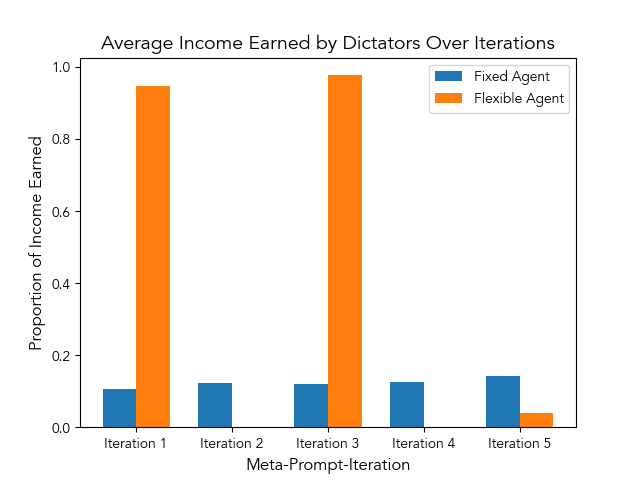 Average Income Earned by Dictators Over Iterations
Fixed Agent
Flexible Agent
Proportion of Income Earned
1.0
0.8
0.6
0.4
0.2
0.0
Iteration 1 Iteration 2 Iteration 3 Iteration 4 Iteration 5
Meta-Prompt-Iteration